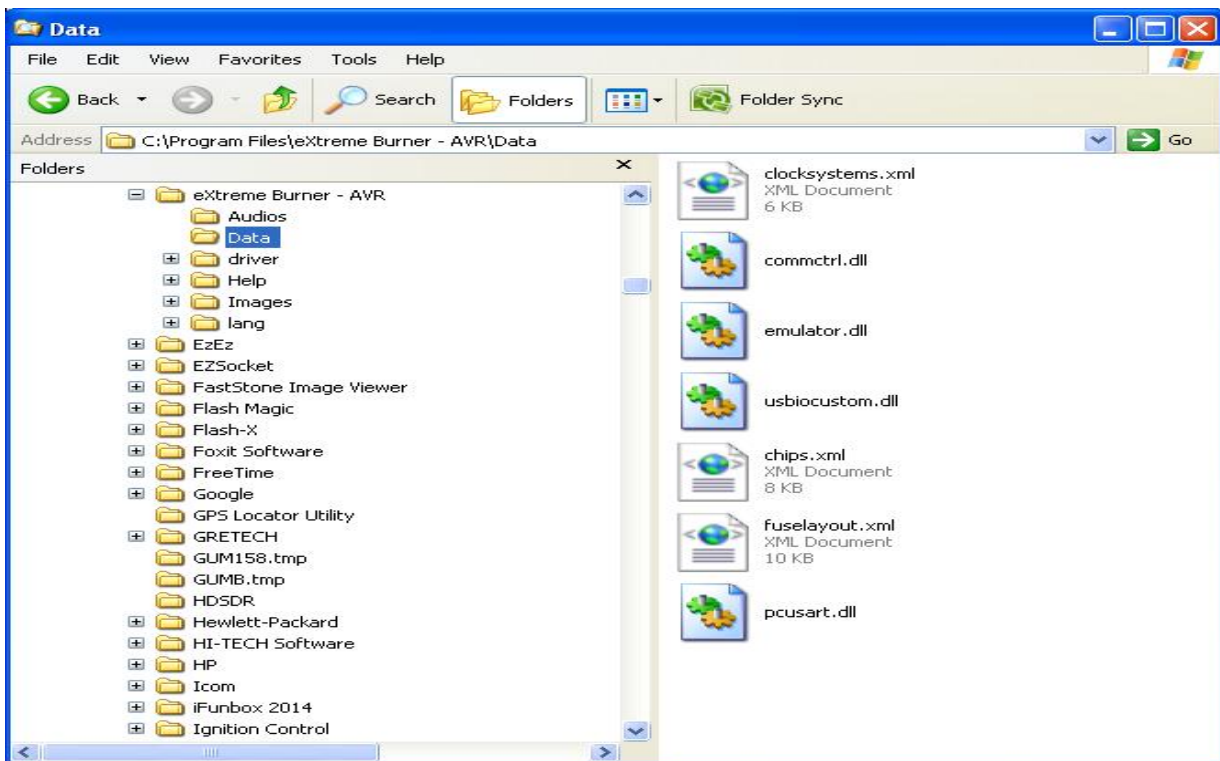 Data
File Edit View Favorites Tools Help
Back Search Folders Folder Sync
Address C:\Program Files\eXtreme Burner - AVR\Data Go
Folders
eXtreme Burner - AVR
Audios
Data
driver
Help
Images
lang
EzEz
EZSocket
FastStone Image Viewer
Flash Magic
Flash-X
Foxit Software
FreeTime
Google
GPS Locator Utility
GRETECH
GUM158.tmp
GUMB.tmp
HDSDR
Hewlett-Packard
HI-TECH Software
HP
Icom
iFunbox 2014
Ignition Control
clocksystems.xml
XML Document
6 KB
commctrl.dll
emulator.dll
usbiocustom.dll
chips.xml
XML Document
8 KB
fuselayout.xml
XML Document
10 KB
pcusart.dll